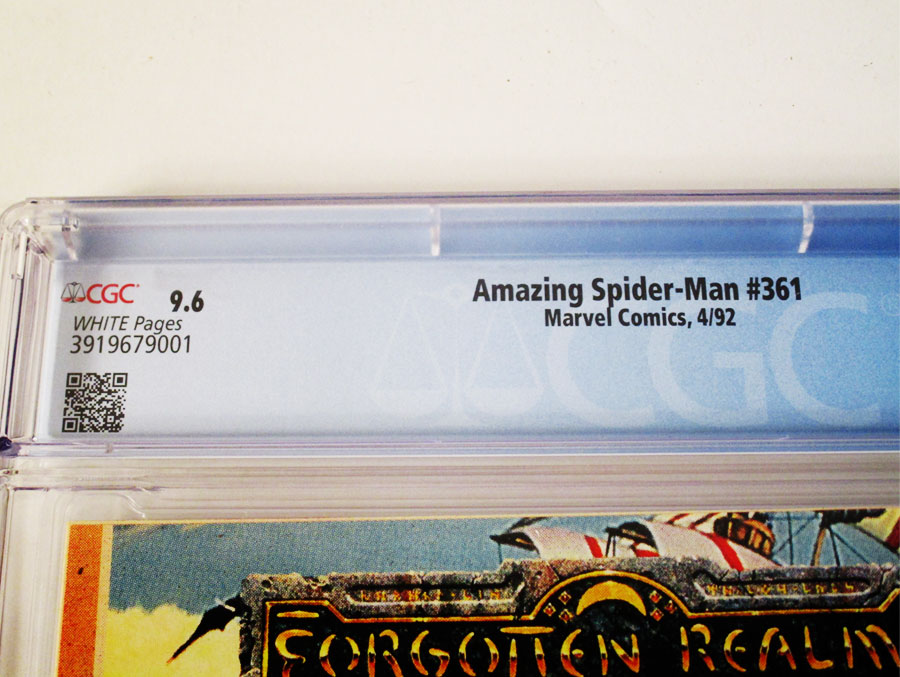 CGC 9.6
WHITE Pages
3919679001
Amazing Spider-Man #361
Marvel Comics, 4/92
CGC
FORGOTTEN REALM